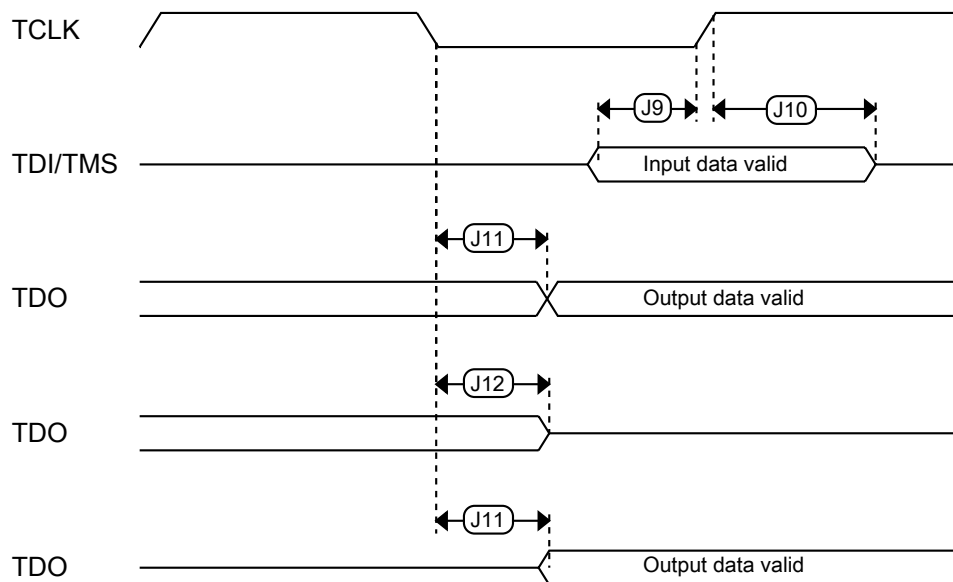 TCLK
J9
J10
TDI/TMS
Input data valid
J11
TDO
Output data valid
J12
TDO
J11
TDO
Output data valid